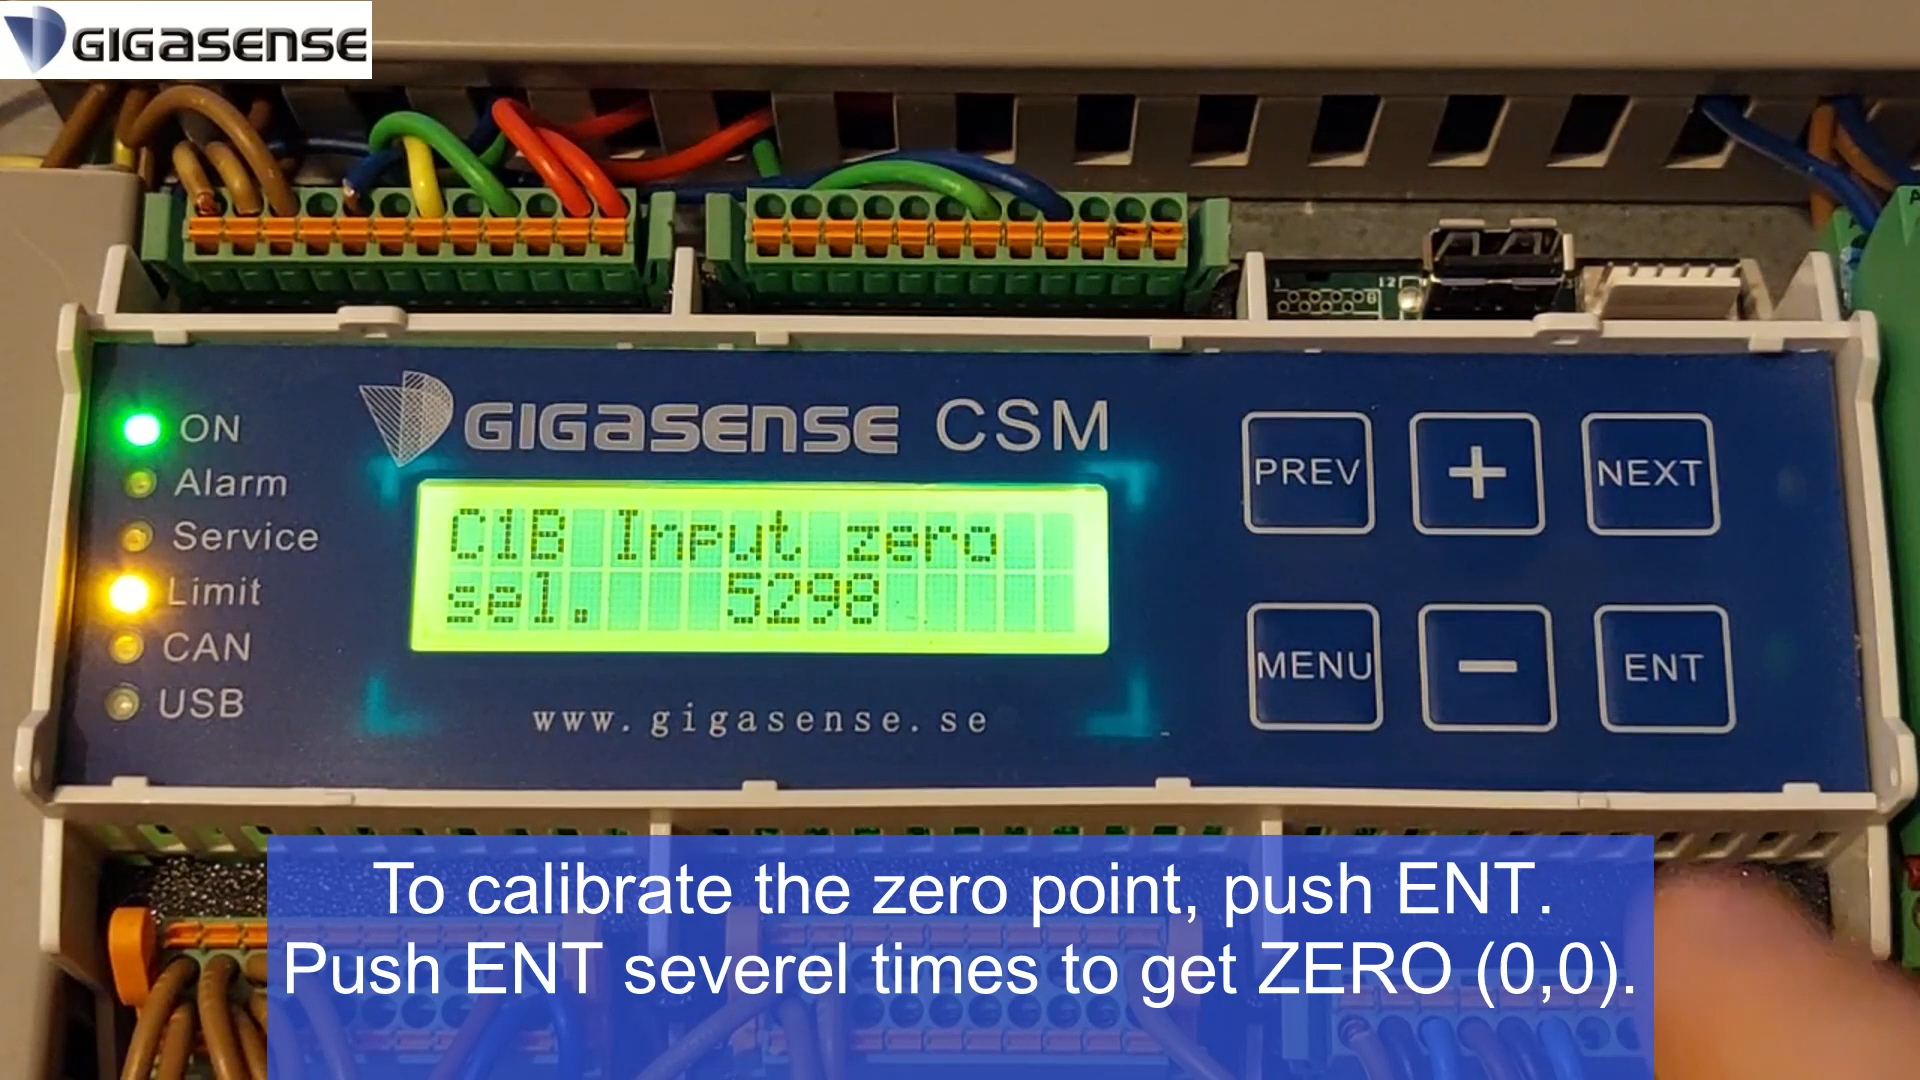 GIGASENSE
ON
Alarm
Service
Limit
CAN
USB
GIGASENSE CSM
C1B Input zero
sel. 5298
www.gigasense.se
PREV + NEXT
MENU - ENT
To calibrate the zero point, push ENT.
Push ENT severel times to get ZERO (0,0).